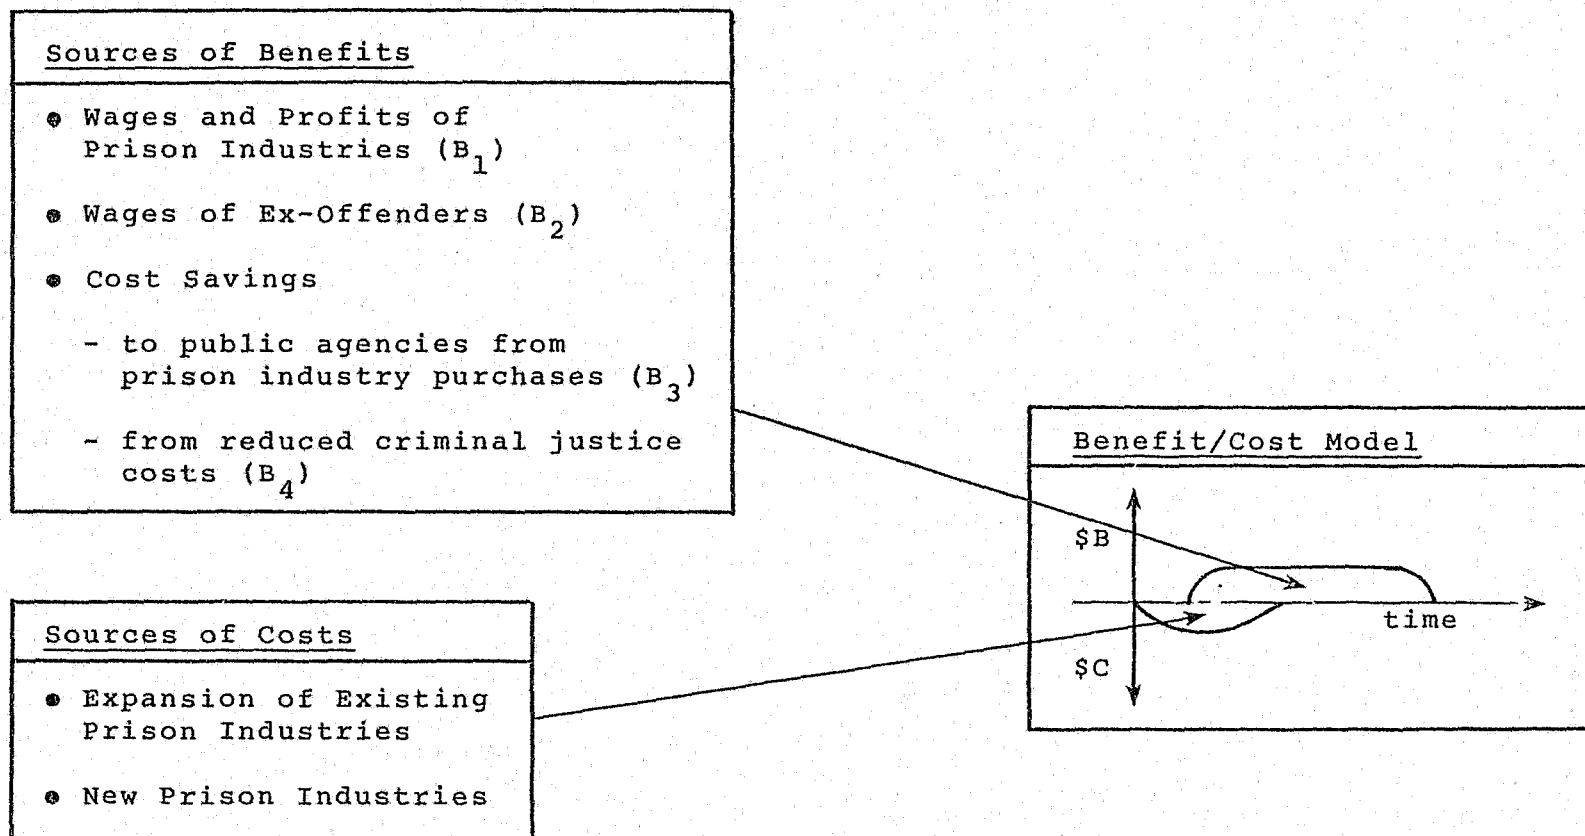 Sources of Benefits
• Wages and Profits of
Prison Industries (B1)
• Wages of Ex-Offenders (B2)
• Cost Savings
- to public agencies from
prison industry purchases (B3)
- from reduced criminal justice
costs (B4)
Sources of Costs
• Expansion of Existing
Prison Industries
• New Prison Industries
Benefit/Cost Model
$B
time
$C